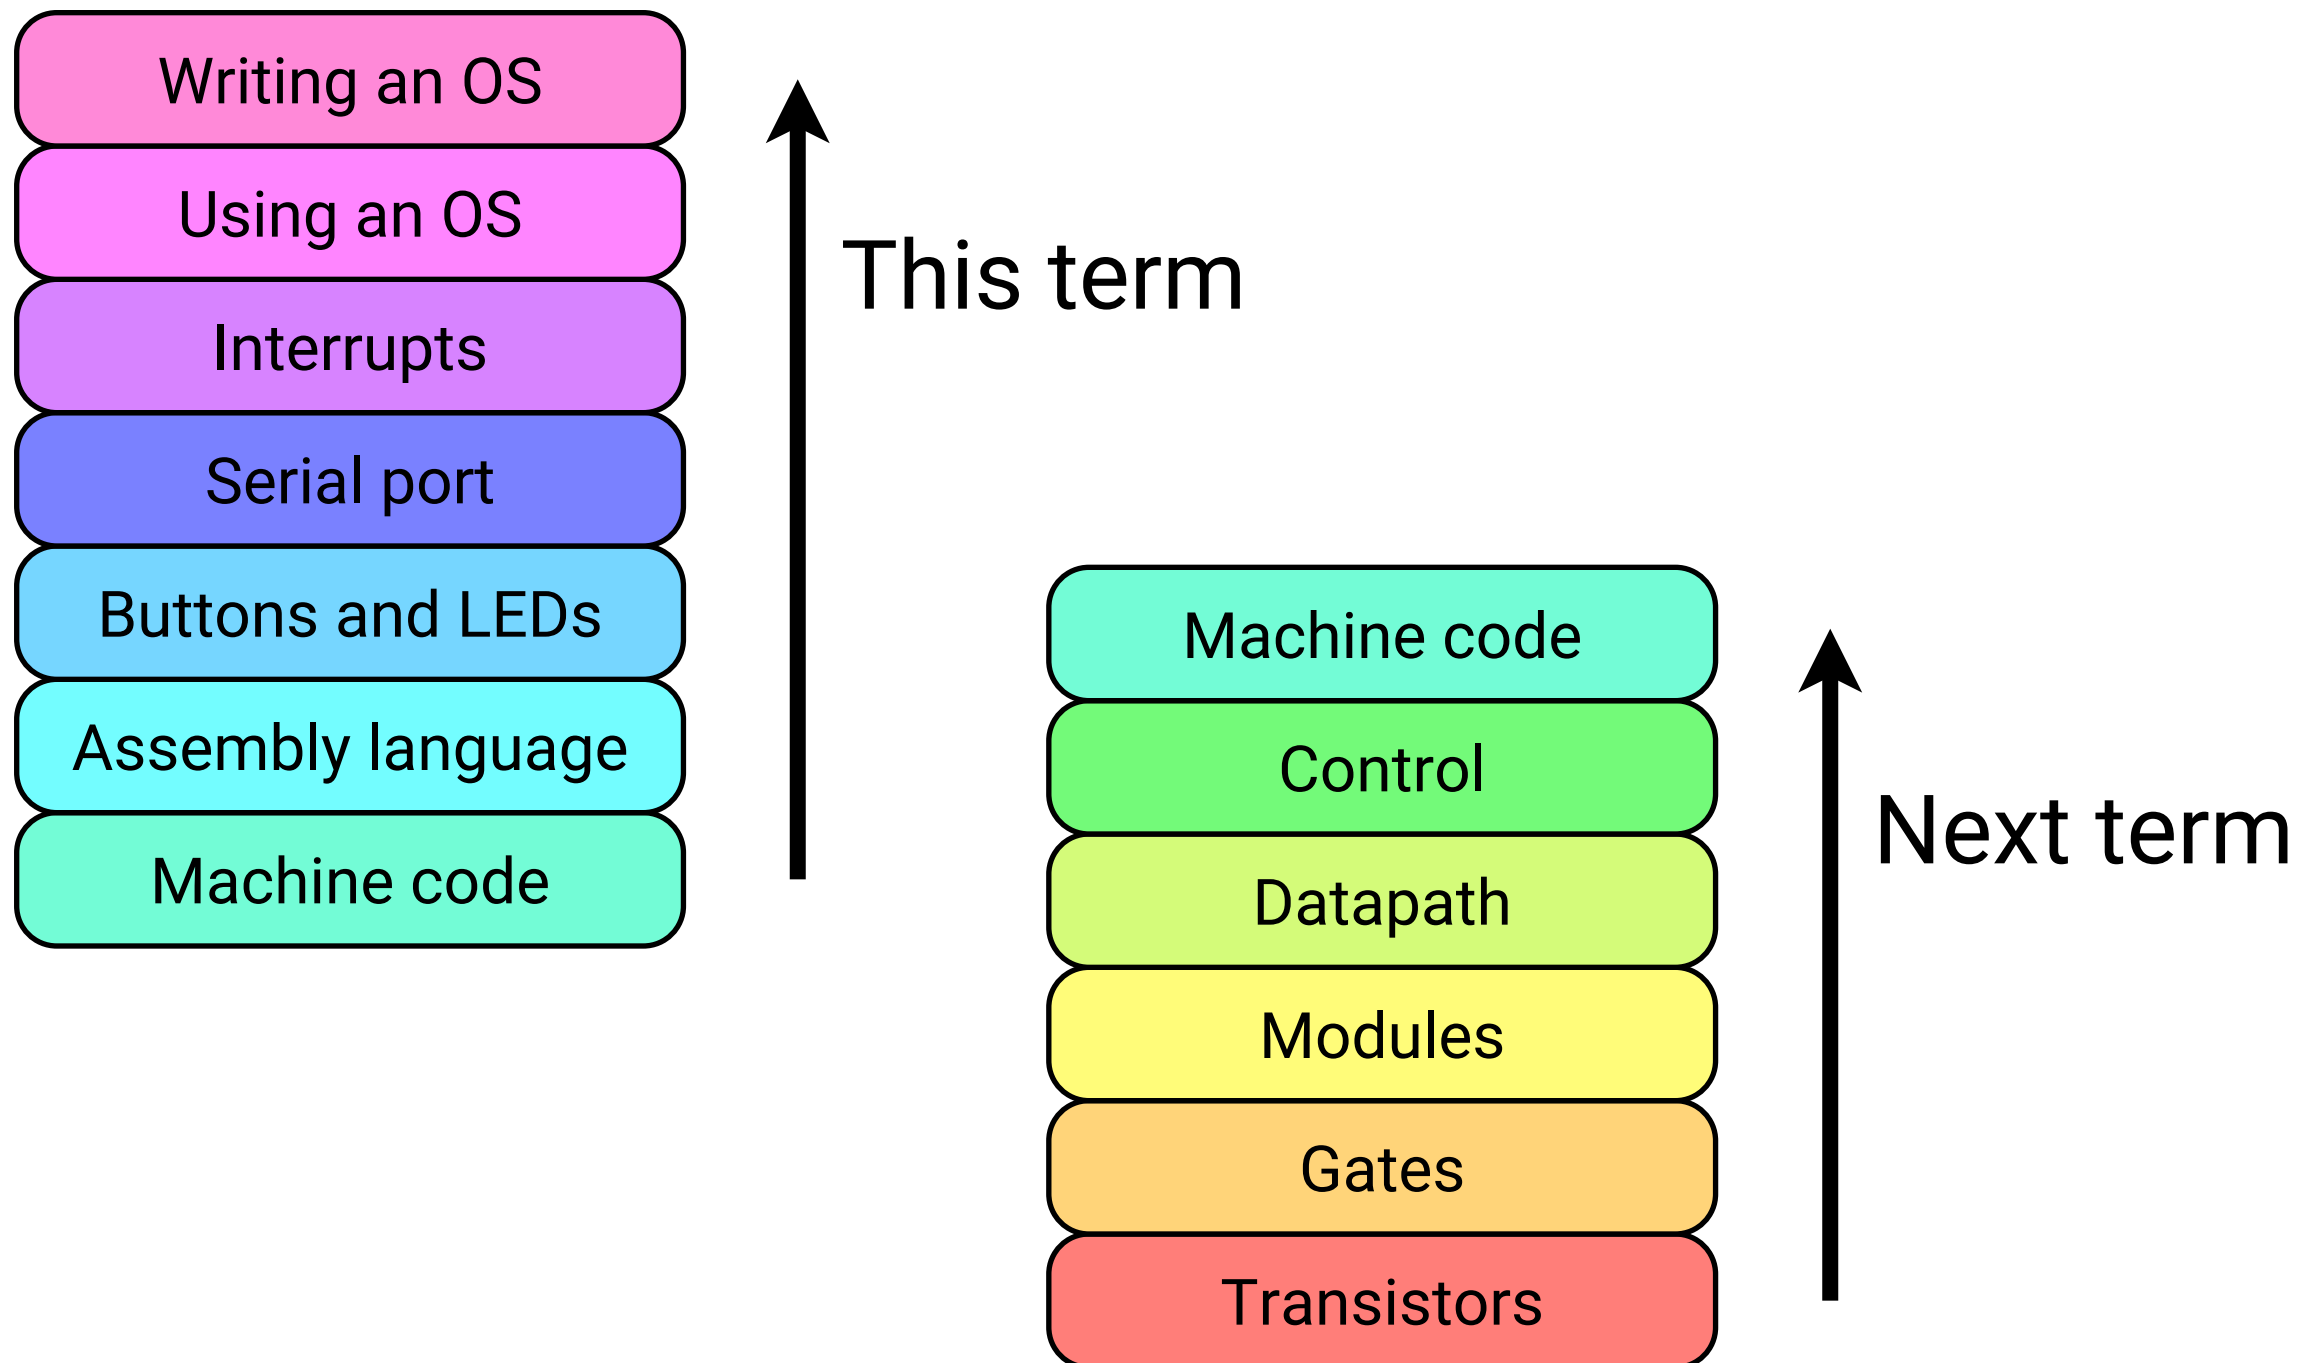 Writing an OS
Using an OS
Interrupts
Serial port
Buttons and LEDs
Assembly language
Machine code
This term
Machine code
Control
Datapath
Modules
Gates
Transistors
Next term